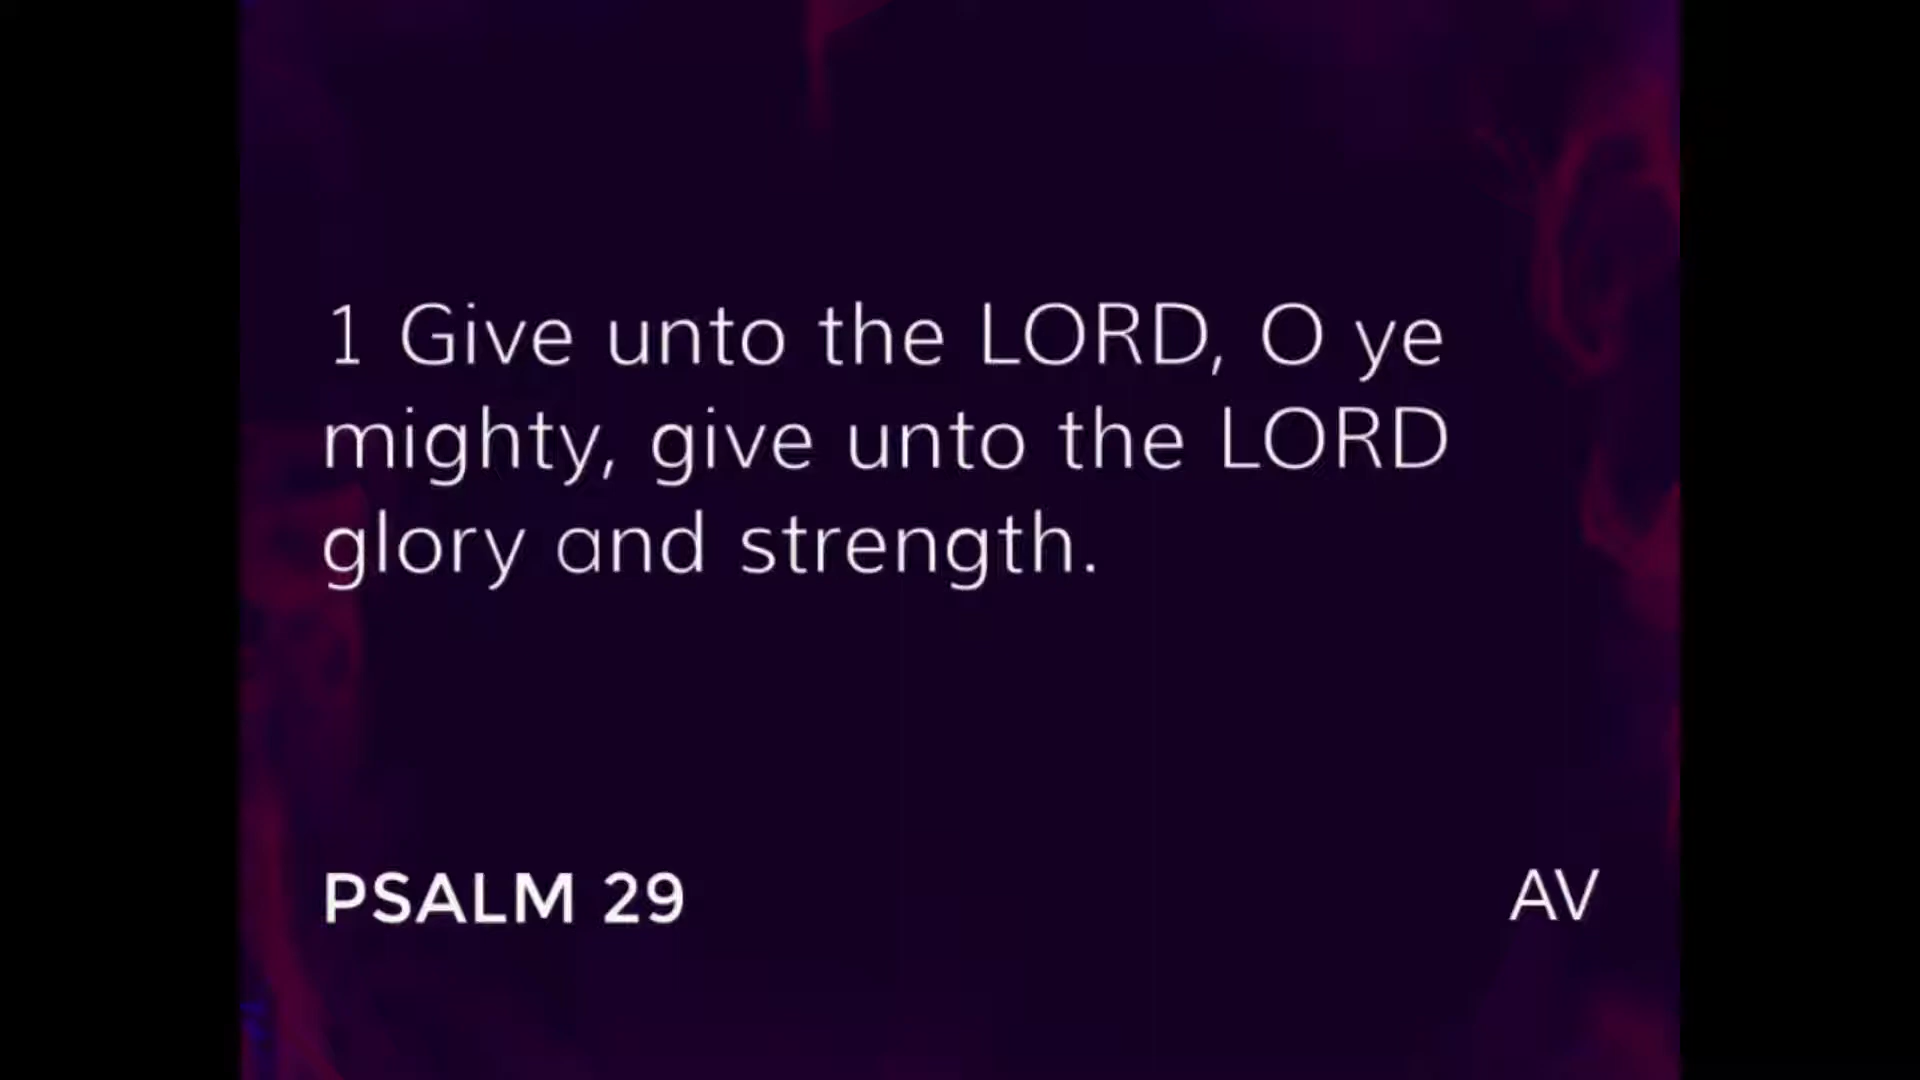 1 Give unto the LORD, O ye
mighty, give unto the LORD
glory and strength.
PSALM 29
AV